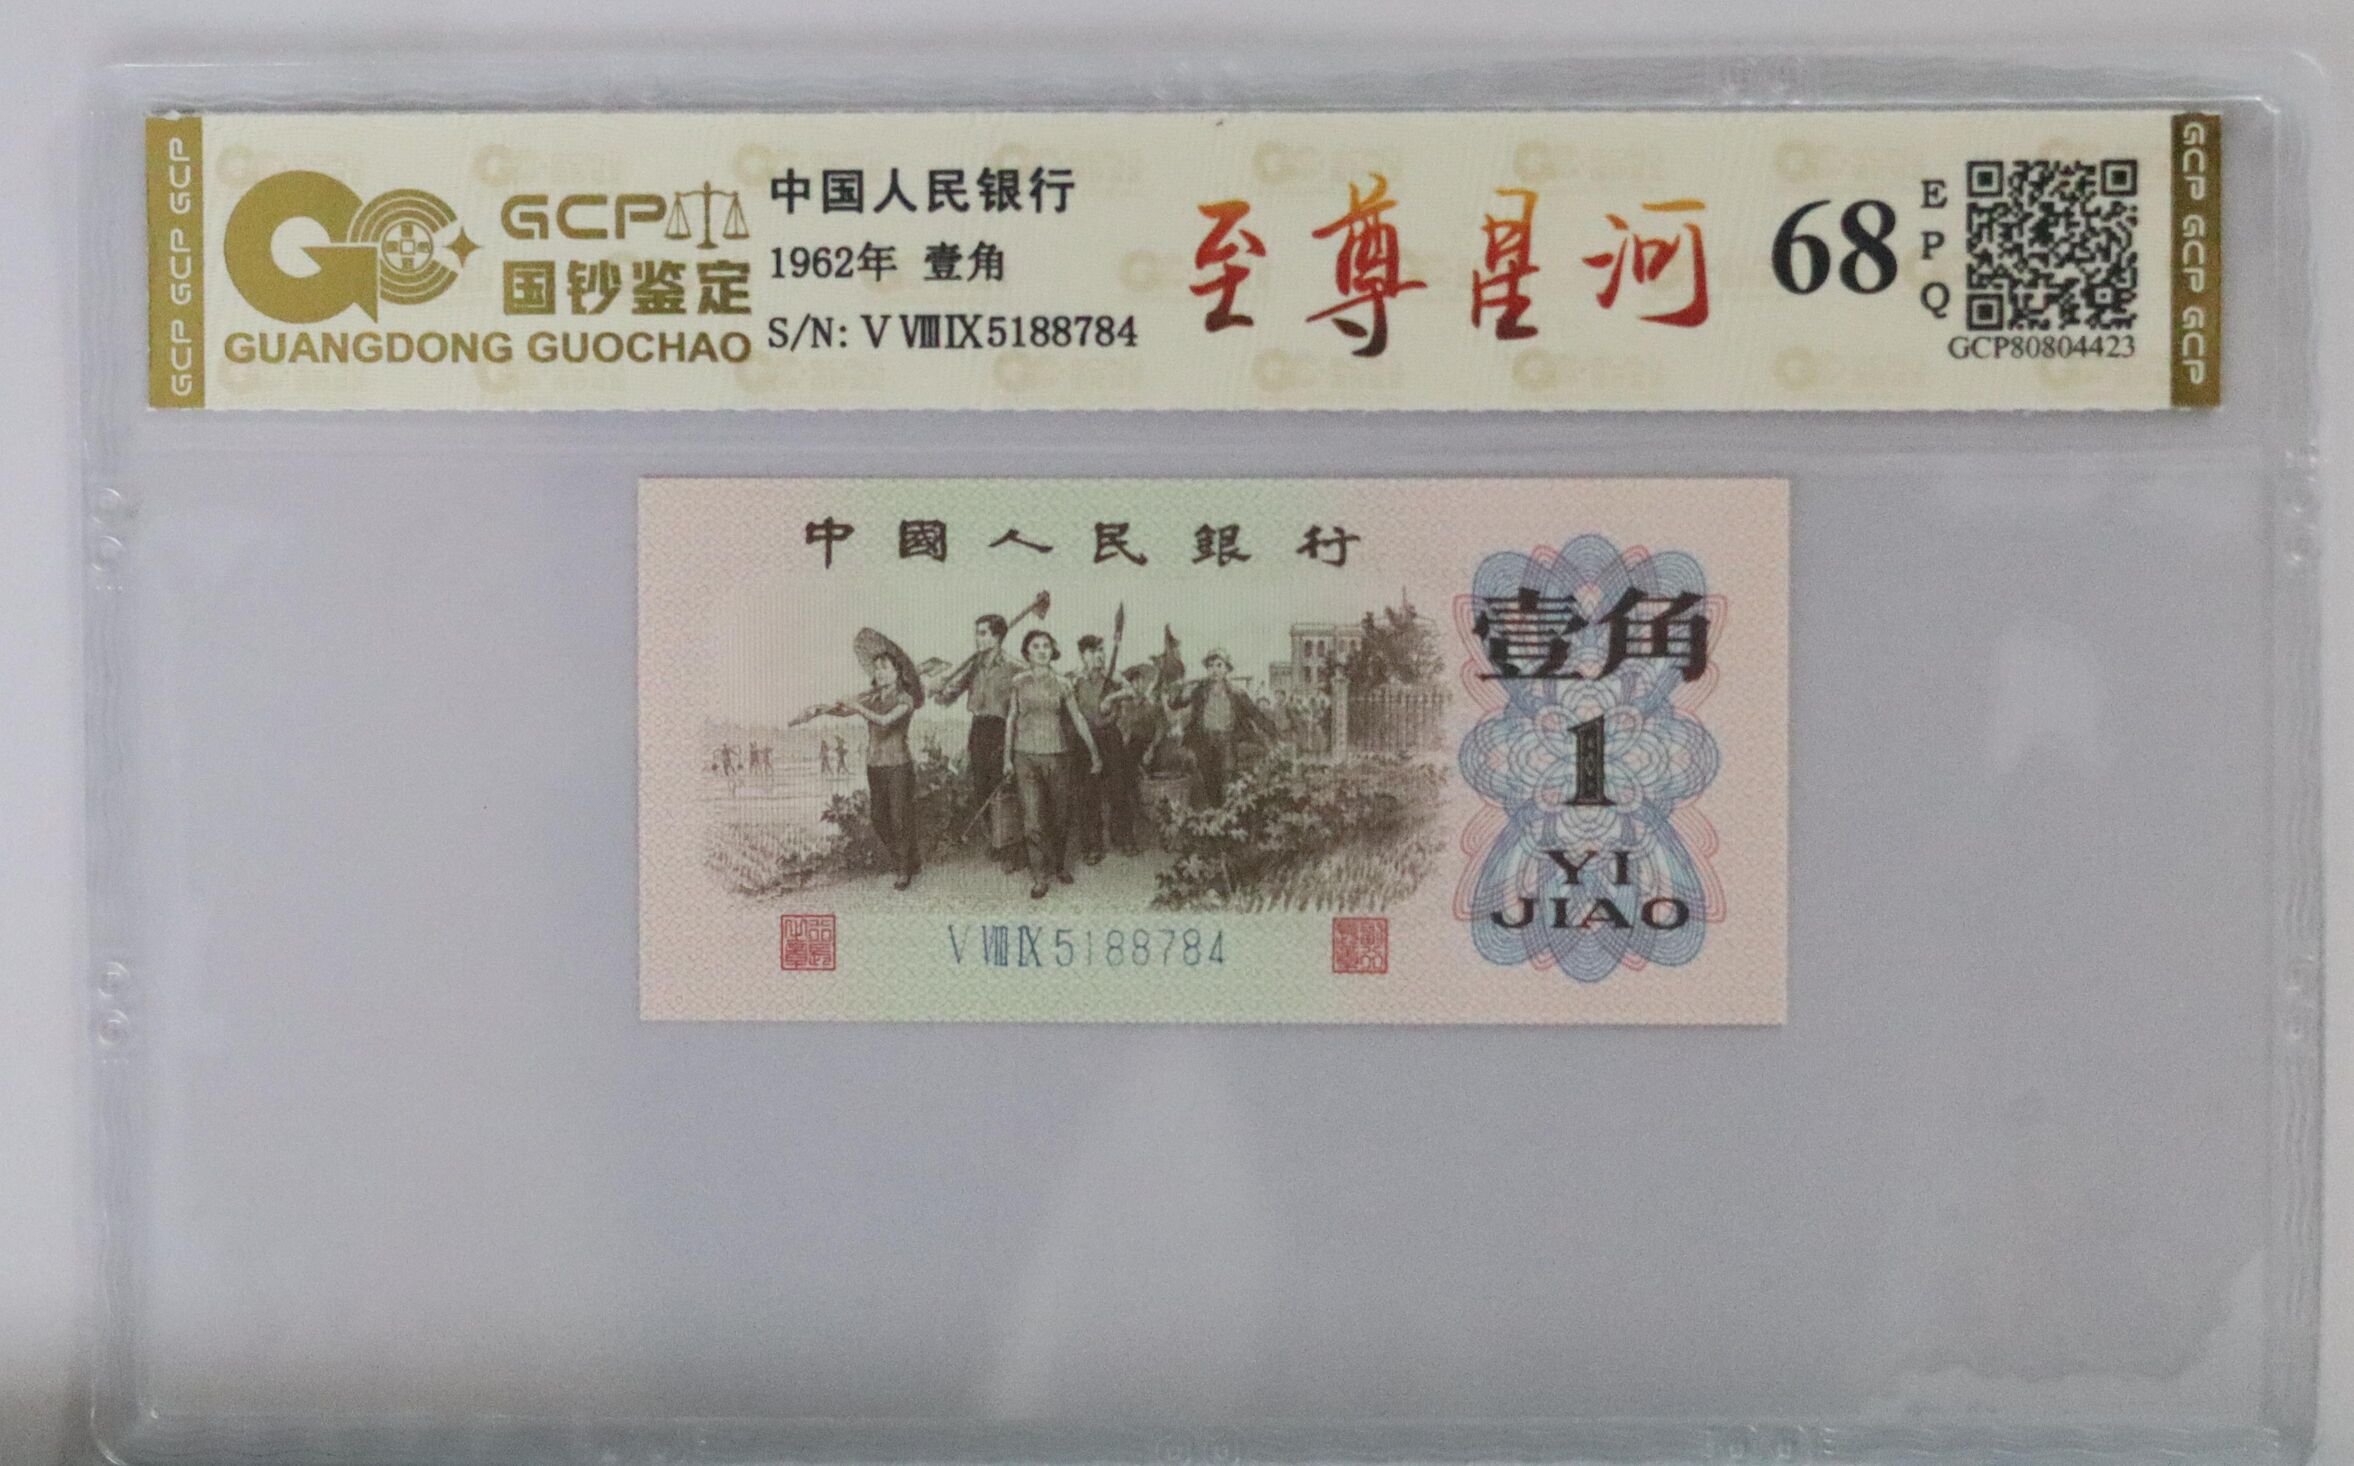 GCP GCP GCP
GCP
国钞鉴定
GUANGDONG GUOCHAO
中国人民银行
1962年 壹角
S/N: Ⅴ Ⅷ Ⅸ 5188784
至尊星河
68
EPQ
GCP80804423
GCP GCP GCP
中國人民銀行
壹角
1
YI
JIAO
Ⅴ Ⅷ Ⅸ 5188784